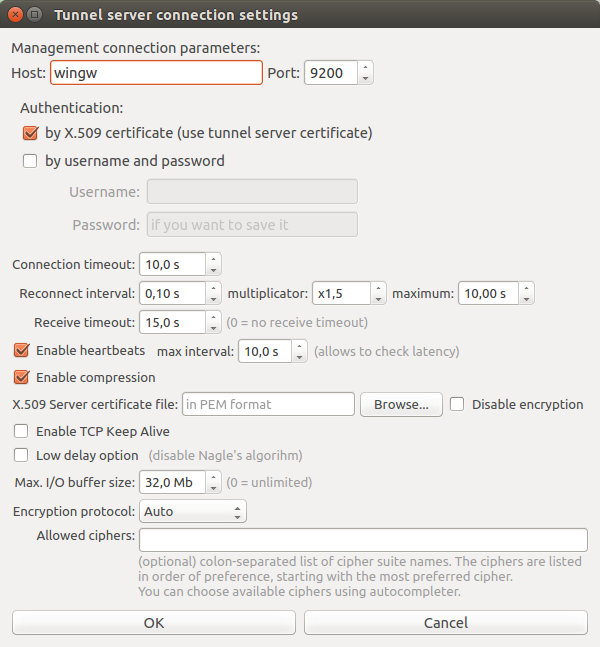 Tunnel server connection settings
Management connection parameters:
Host: wingw Port: 9200
Authentication:
by X.509 certificate (use tunnel server certificate)
by username and password
Username:
Password: if you want to save it
Connection timeout: 10,0 s
Reconnect interval: 0,10 s multiplicator: x1,5 maximum: 10,00 s
Receive timeout: 15,0 s (0 = no receive timeout)
Enable heartbeats max interval: 10,0 s (allows to check latency)
Enable compression
X.509 Server certificate file: in PEM format Browse... Disable encryption
Enable TCP Keep Alive
Low delay option (disable Nagle's algorihm)
Max. I/O buffer size: 32,0 Mb (0 = unlimited)
Encryption protocol: Auto
Allowed ciphers:
(optional) colon-separated list of cipher suite names. The ciphers are listed
in order of preference, starting with the most preferred cipher.
You can choose available ciphers using autocompleter.
OK Cancel